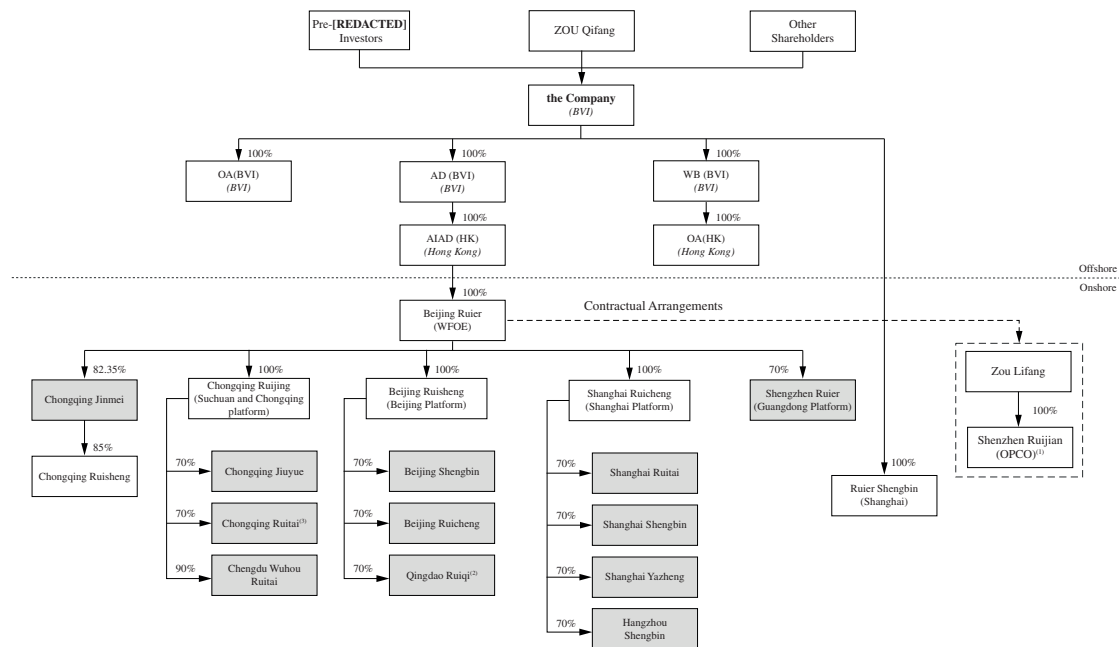 Pre-[REDACTED]
Investors
ZOU Qifang
Other
Shareholders
the Company
(BVI)
100%
100%
100%
OA(BVI)
(BVI)
AD (BVI)
(BVI)
WB (BVI)
(BVI)
100%
100%
AIAD (HK)
(Hong Kong)
OA(HK)
(Hong Kong)
Offshore
Onshore
100%
Contractual Arrangements
Beijing Ruier
(WFOE)
82.35%
100%
100%
100%
70%
Zou Lifang
Chongqing Jinmei
Chongqing Ruijing
(Suchuan and Chongqing
platform)
Beijing Ruisheng
(Beijing Platform)
Shanghai Ruicheng
(Shanghai Platform)
Shengzhen Ruier
(Guangdong Platform)
100%
85%
Shenzhen Ruijian
(OPCO)(1)
Chongqing Ruisheng
70%
Chongqing Jiuyue
70%
Beijing Shengbin
70%
Shanghai Ruitai
100%
Ruier Shengbin
(Shanghai)
70%
Chongqing Ruitai(3)
70%
Beijing Ruicheng
70%
Shanghai Shengbin
90%
Chengdu Wuhou
Ruitai
70%
Qingdao Ruiqi(2)
70%
Shanghai Yazheng
70%
Hangzhou
Shengbin